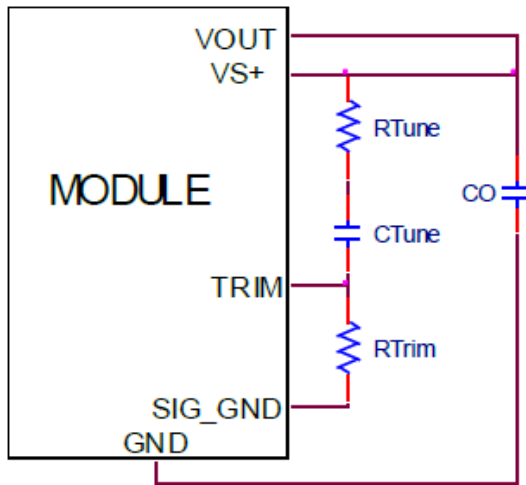 VOUT
VS+
RTune
MODULE
CO
CTune
TRIM
RTrim
SIG_GND
GND